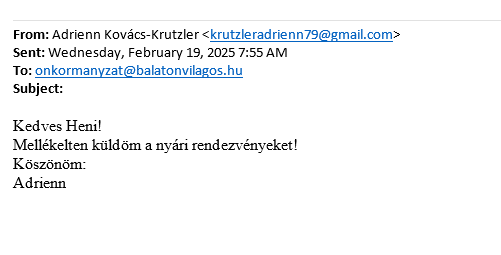 From: Adrienn Kovács-Krutzler <krutzleradrienn79@gmail.com>
Sent: Wednesday, February 19, 2025 7:55 AM
To: onkormanyzat@balatonvilagos.hu
Subject:
Kedves Heni!
Mellékelten küldöm a nyári rendezvényeket!
Köszönöm:
Adrienn